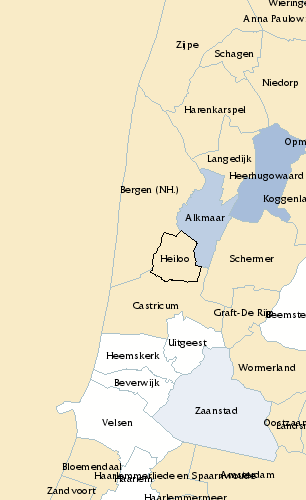 Wieringe
Anna Paulow
Zijpe
Schagen
Niedorp
Harenkarspel
Opm
Langedijk
Heerhugowaard
Bergen (NH.)
Koggenla
Alkmaar
Heiloo
Schermer
Castricum
Graft-De Rijp
Beemste
Uitgeest
Heemskerk
Wormerland
Beverwijk
Zaanstad
Velsen
Oostzaan
Landsm
Bloemendaal
Haarlemmerliede en Spaarnwoude
Amsterdam
Haarlem
Zandvoort
Haarlemmermeer